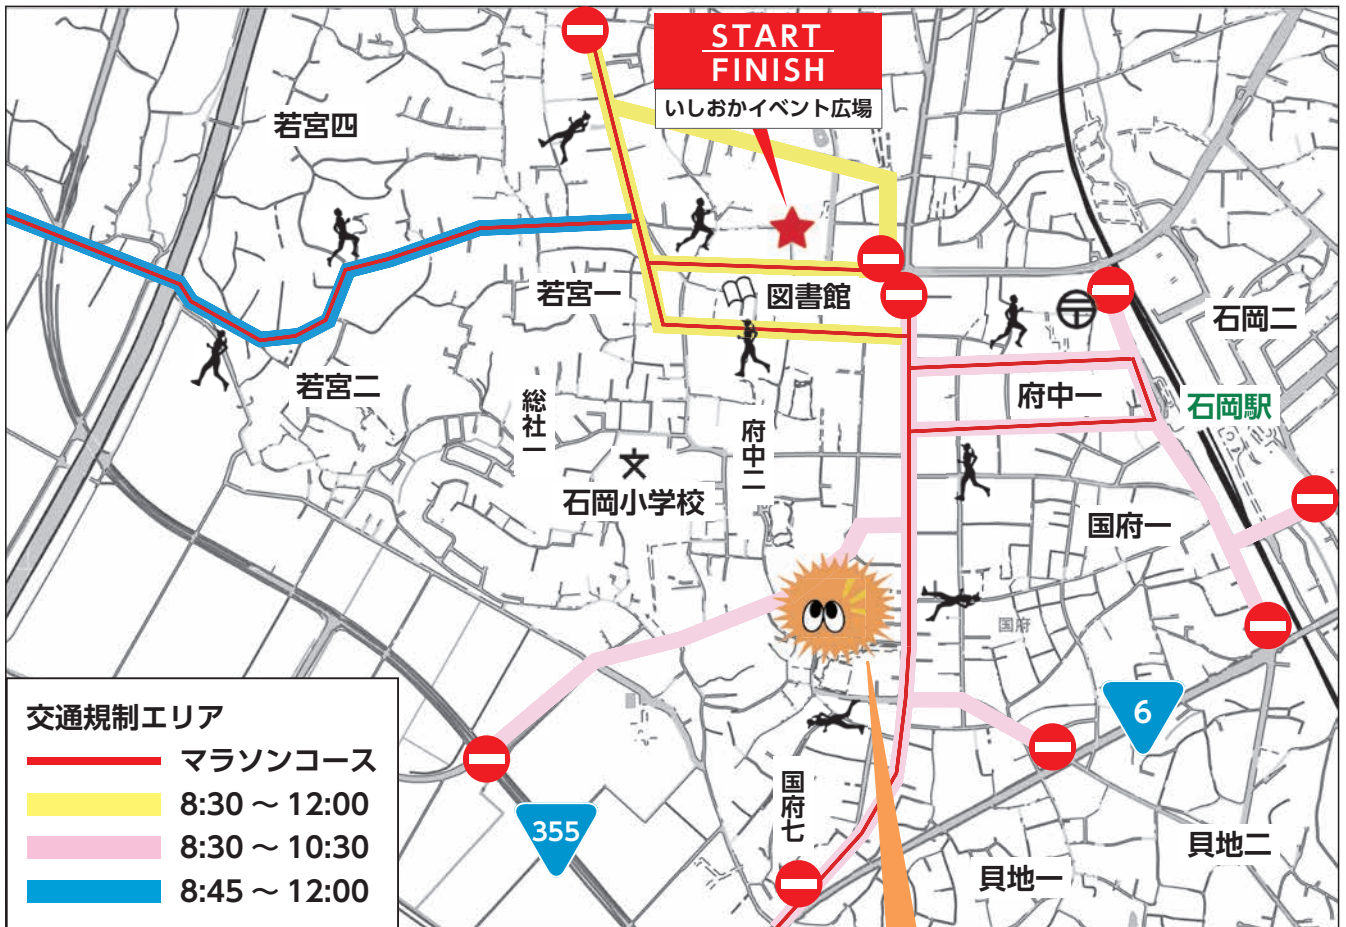 START
FINISH
いしおかイベント広場
若宮四
若宮一
図書館
石岡二
若宮二
府中一
石岡駅
総社一
府中二
石岡小学校
国府一
国府
6
交通規制エリア
マラソンコース
8:30 ～ 12:00
8:30 ～ 10:30
8:45 ～ 12:00
355
国府七
貝地二
貝地一